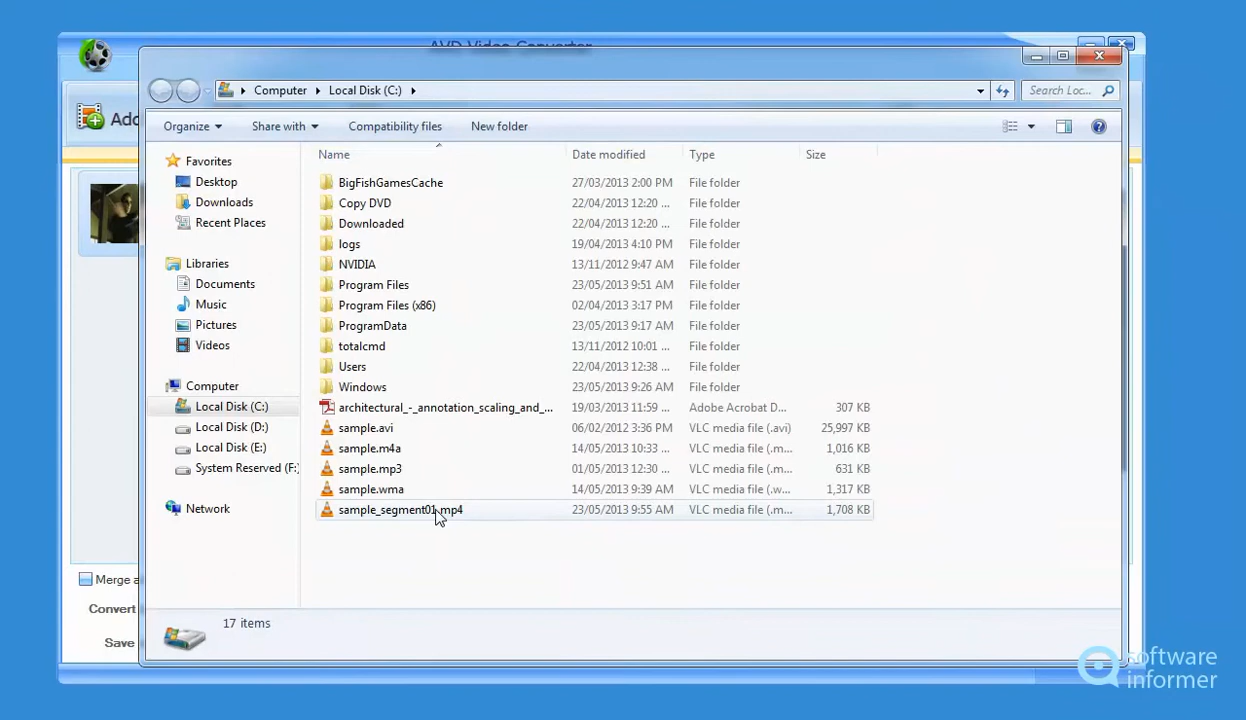 AVD Video Converter
Computer Local Disk (C:) Search Loc...
Add
Organize Share with Compatibility files New folder
Name Date modified Type Size
Favorites
Desktop
Downloads
Recent Places
Libraries
Documents
Music
Pictures
Videos
Computer
Local Disk (C:)
Local Disk (D:)
Local Disk (E:)
System Reserved (F:)
Network
BigFishGamesCache 27/03/2013 2:00 PM File folder
Copy DVD 22/04/2013 12:20 ... File folder
Downloaded 22/04/2013 12:20 ... File folder
logs 19/04/2013 4:10 PM File folder
NVIDIA 13/11/2012 9:47 AM File folder
Program Files 23/05/2013 9:51 AM File folder
Program Files (x86) 02/04/2013 3:17 PM File folder
ProgramData 23/05/2013 9:17 AM File folder
totalcmd 13/11/2012 10:01 ... File folder
Users 22/04/2013 12:38 ... File folder
Windows 23/05/2013 9:26 AM File folder
architectural_-_annotation_scaling_and_... 19/03/2013 11:59 ... Adobe Acrobat D... 307 KB
sample.avi 06/02/2012 3:36 PM VLC media file (.avi) 25,997 KB
sample.m4a 14/05/2013 10:33 ... VLC media file (.m... 1,016 KB
sample.mp3 01/05/2013 12:30 ... VLC media file (.m... 631 KB
sample.wma 14/05/2013 9:39 AM VLC media file (.w... 1,317 KB
sample_segment01.mp4 23/05/2013 9:55 AM VLC media file (.m... 1,708 KB
Merge a
Convert
Save
17 items
software
informer